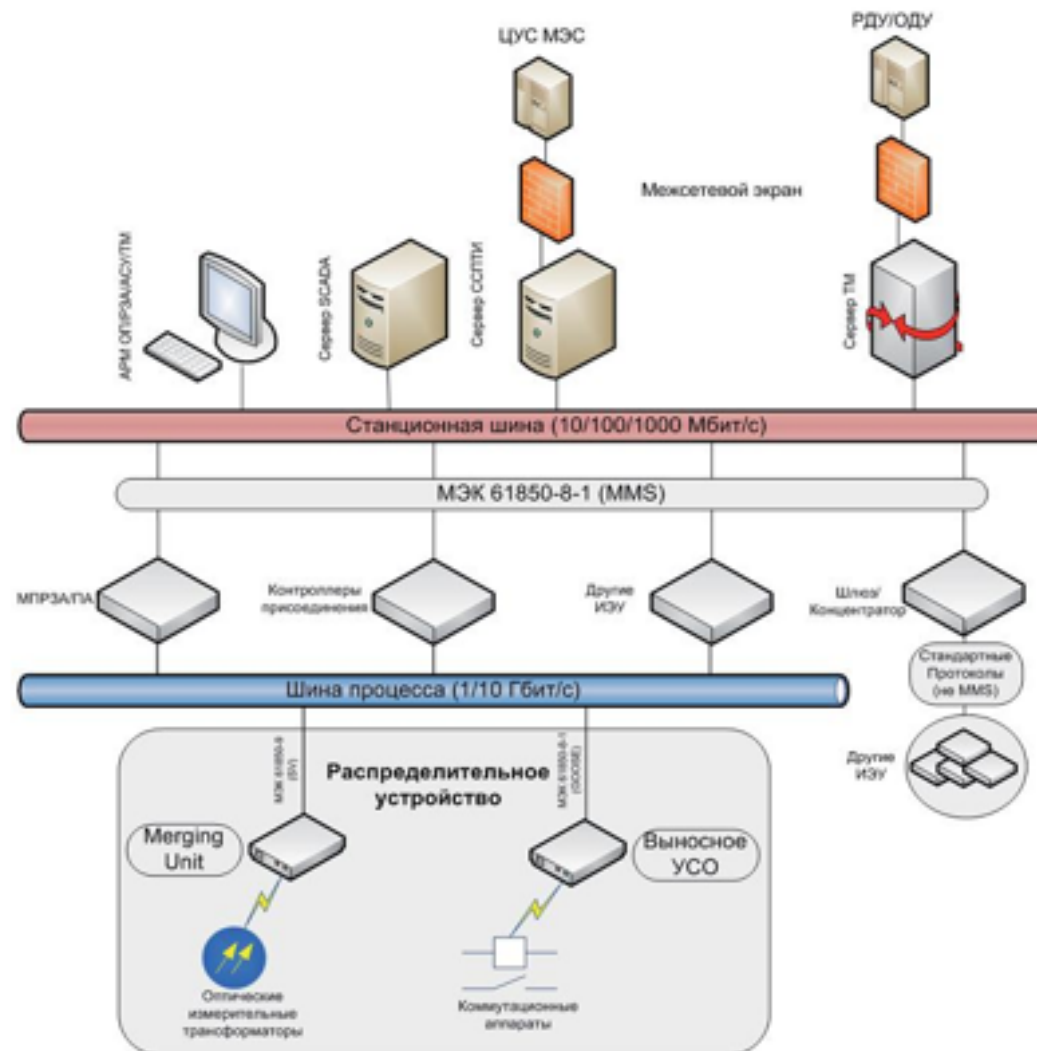 ЦУС МЭС
РДУ/ОДУ
Межсетевой экран
АРМ ОП/РЗА/АСУ/ТМ
Сервер SCADA
Сервер ССПТИ
Сервер ТМ
Станционная шина (10/100/1000 Мбит/с)
МЭК 61850-8-1 (MMS)
МПРЗА/ПА
Контроллеры
присоединения
Другие
ИЭУ
Шлюз/
Концентратор
Стандартные
Протоколы
(не MMS)
Шина процесса (1/10 Гбит/с)
Другие
ИЭУ
МЭК 61850-9
(SV)
МЭК 61850-8-1
(GOOSE)
Распределительное
устройство
Merging
Unit
Выносное
УСО
Оптические
измерительные
трансформаторы
Коммутационные
аппараты